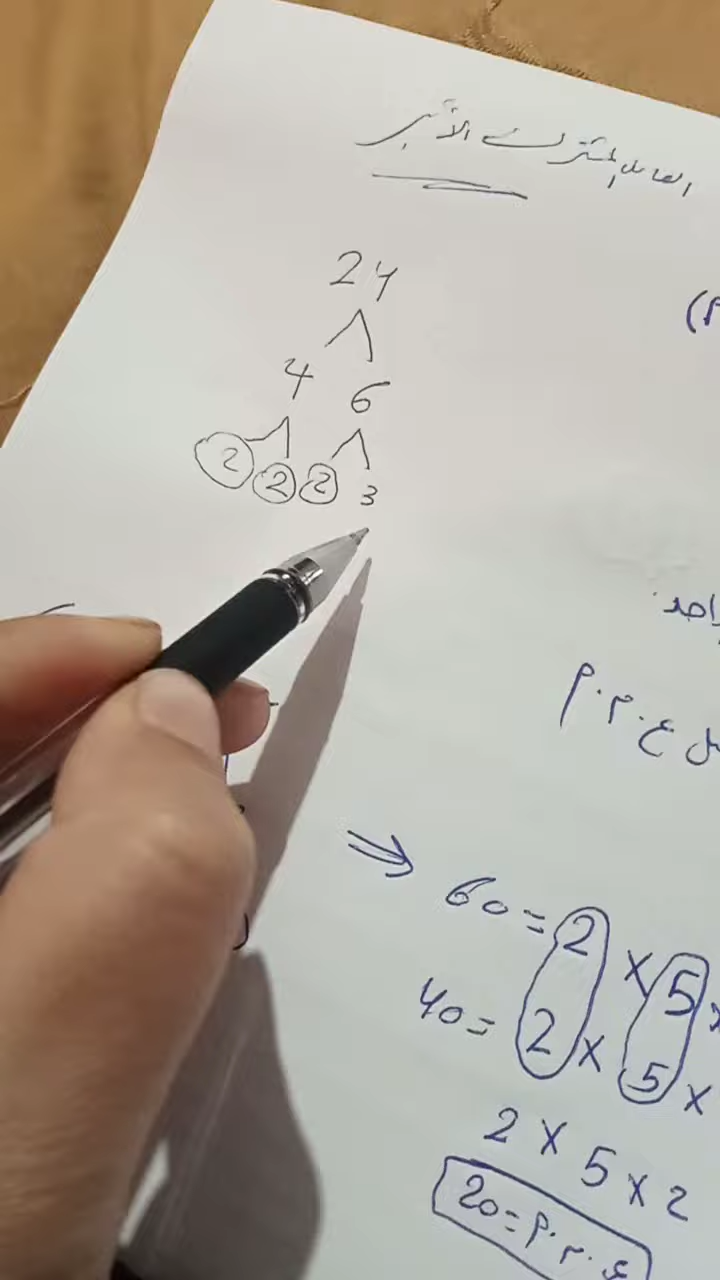 العامل المشترك الأكبر
24
4 6
2 2 2 3
ع.م.م
⇒ 60 = 2 × 5 ×
40 = 2 × 5 ×
2 × 5 × 2
ع.م.م = 20